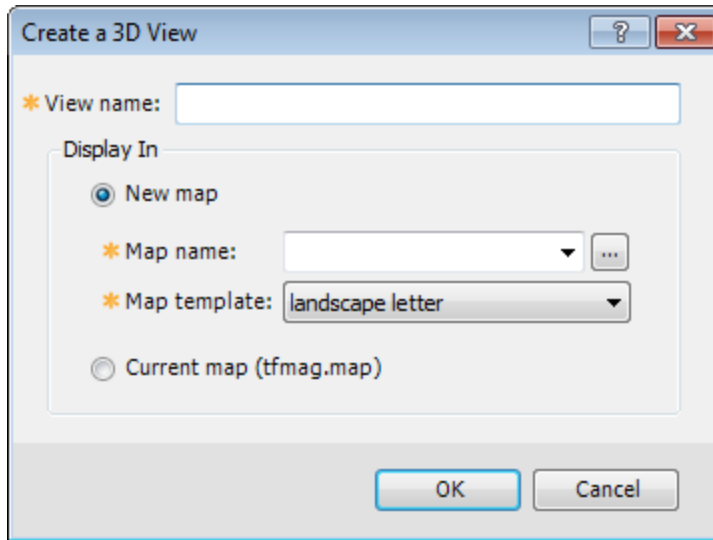 Create a 3D View
* View name:
Display In
New map
* Map name:
...
* Map template: landscape letter
Current map (tfmag.map)
OK Cancel